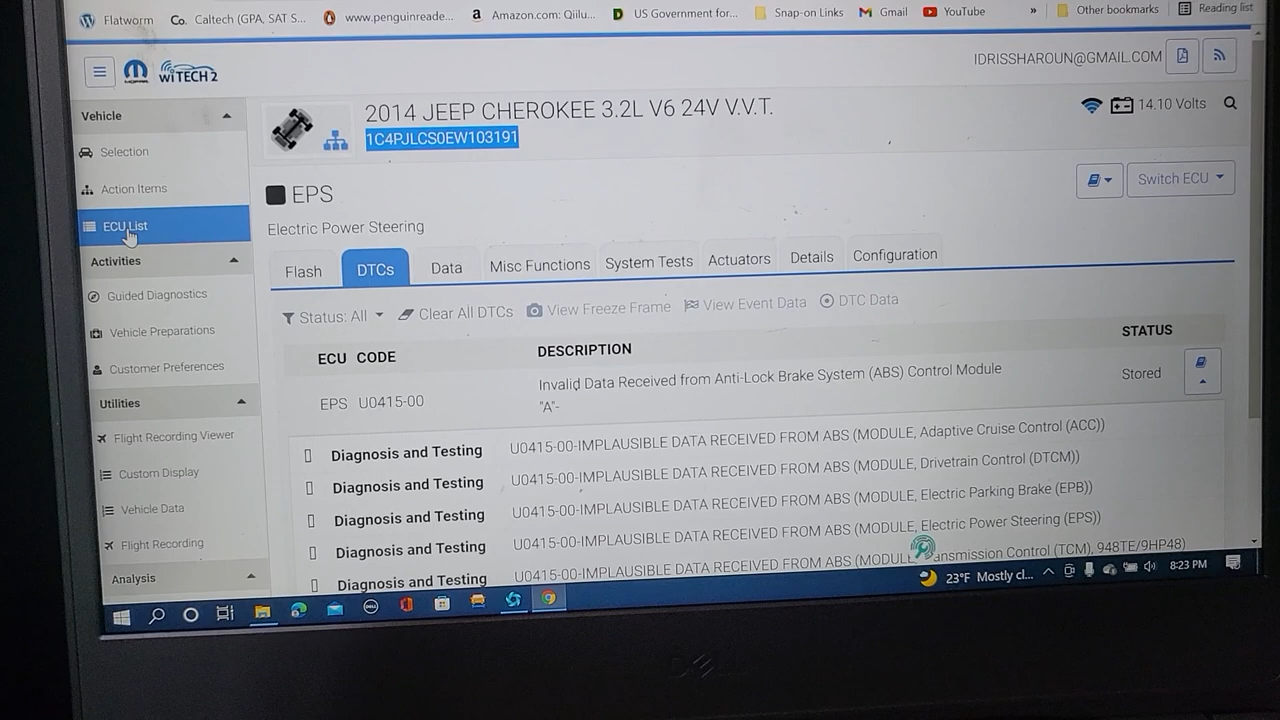 Flatworm Co. Caltech (GPA, SAT S... www.penguinreade... a Amazon.com: Qiilu... D US Government for... Snap-on Links Gmail YouTube » Other bookmarks Reading list
MOPAR wiTECH 2 IDRISSHAROUN@GMAIL.COM
Vehicle
Selection
Action Items
ECU List
Activities
Guided Diagnostics
Vehicle Preparations
Customer Preferences
Utilities
Flight Recording Viewer
Custom Display
Vehicle Data
Flight Recording
Analysis
2014 JEEP CHEROKEE 3.2L V6 24V V.V.T. 14.10 Volts
1C4PJLCS0EW103191
EPS Switch ECU
Electric Power Steering
Flash DTCs Data Misc Functions System Tests Actuators Details Configuration
Status: All Clear All DTCs View Freeze Frame View Event Data DTC Data
ECU CODE DESCRIPTION STATUS
EPS U0415-00 Invalid Data Received from Anti-Lock Brake System (ABS) Control Module Stored
"A"-
Diagnosis and Testing U0415-00-IMPLAUSIBLE DATA RECEIVED FROM ABS (MODULE, Adaptive Cruise Control (ACC))
Diagnosis and Testing U0415-00-IMPLAUSIBLE DATA RECEIVED FROM ABS (MODULE, Drivetrain Control (DTCM))
Diagnosis and Testing U0415-00-IMPLAUSIBLE DATA RECEIVED FROM ABS (MODULE, Electric Parking Brake (EPB))
Diagnosis and Testing U0415-00-IMPLAUSIBLE DATA RECEIVED FROM ABS (MODULE, Electric Power Steering (EPS))
Diagnosis and Testing U0415-00-IMPLAUSIBLE DATA RECEIVED FROM ABS (MODUL ansmission Control (TCM), 948TE/9HP48)
23°F Mostly cl... 8:23 PM
DELL